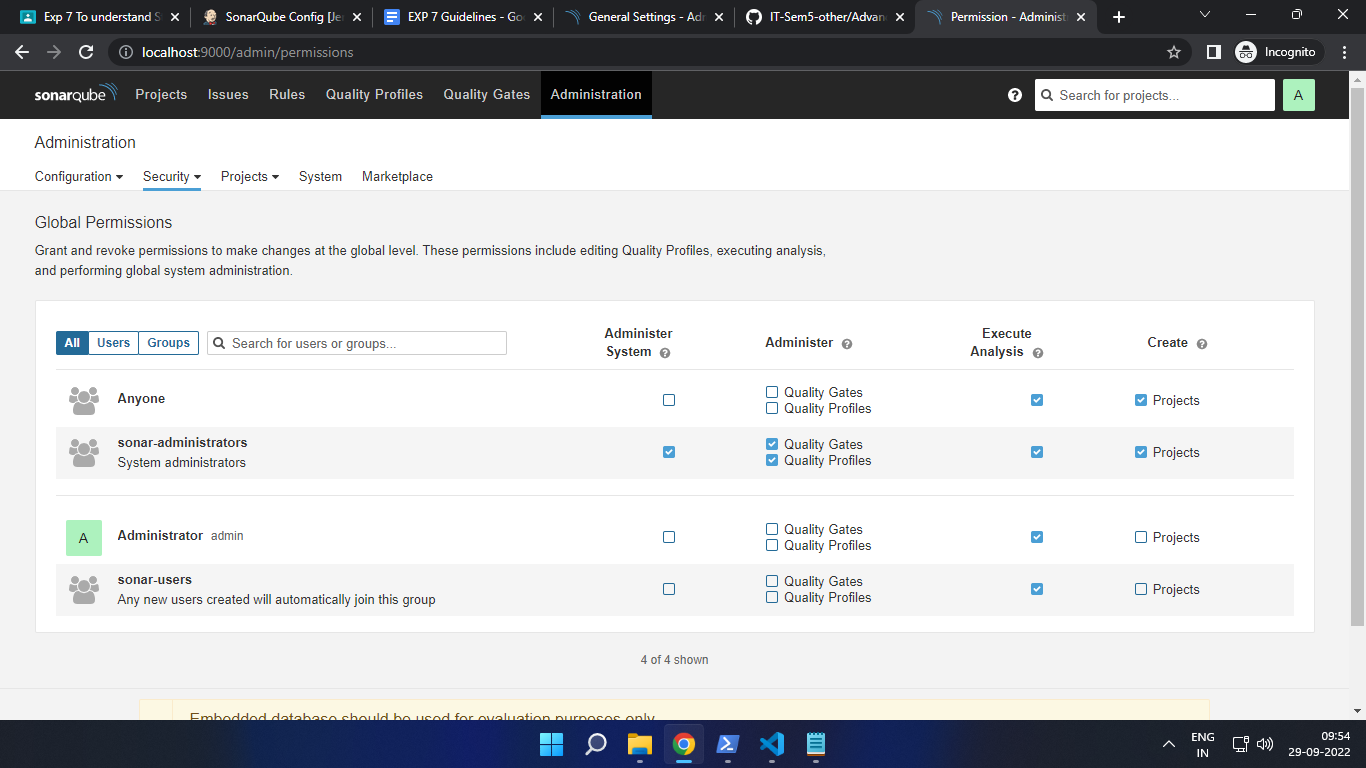 Exp 7 To understand S
SonarQube Config [Je
EXP 7 Guidelines - Go
General Settings - Adm
IT-Sem5-other/Advan
Permission - Administ
localhost:9000/admin/permissions
Incognito
sonarqube Projects Issues Rules Quality Profiles Quality Gates Administration
? Search for projects... A
Administration
Configuration Security Projects System Marketplace
Global Permissions
Grant and revoke permissions to make changes at the global level. These permissions include editing Quality Profiles, executing analysis,
and performing global system administration.
All Users Groups Search for users or groups...
Administer
System ?
Administer ?
Execute
Analysis ?
Create ?
Anyone
Quality Gates
Quality Profiles
Projects
sonar-administrators
System administrators
Quality Gates
Quality Profiles
Projects
A
Administrator admin
Quality Gates
Quality Profiles
Projects
sonar-users
Any new users created will automatically join this group
Quality Gates
Quality Profiles
Projects
4 of 4 shown
Embedded database should be used for evaluation purposes only
ENG
IN
09:54
29-09-2022